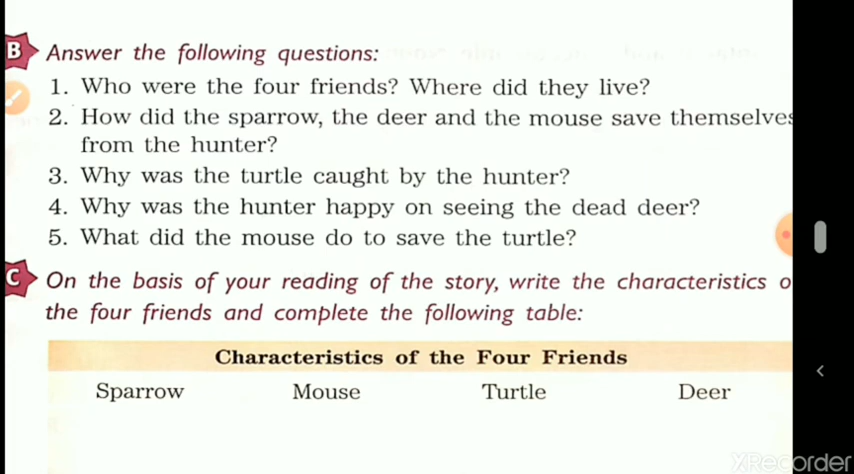 B Answer the following questions:
1. Who were the four friends? Where did they live?
2. How did the sparrow, the deer and the mouse save themselves
from the hunter?
3. Why was the turtle caught by the hunter?
4. Why was the hunter happy on seeing the dead deer?
5. What did the mouse do to save the turtle?
C On the basis of your reading of the story, write the characteristics o
the four friends and complete the following table:
Characteristics of the Four Friends
Sparrow Mouse Turtle Deer
XRecorder